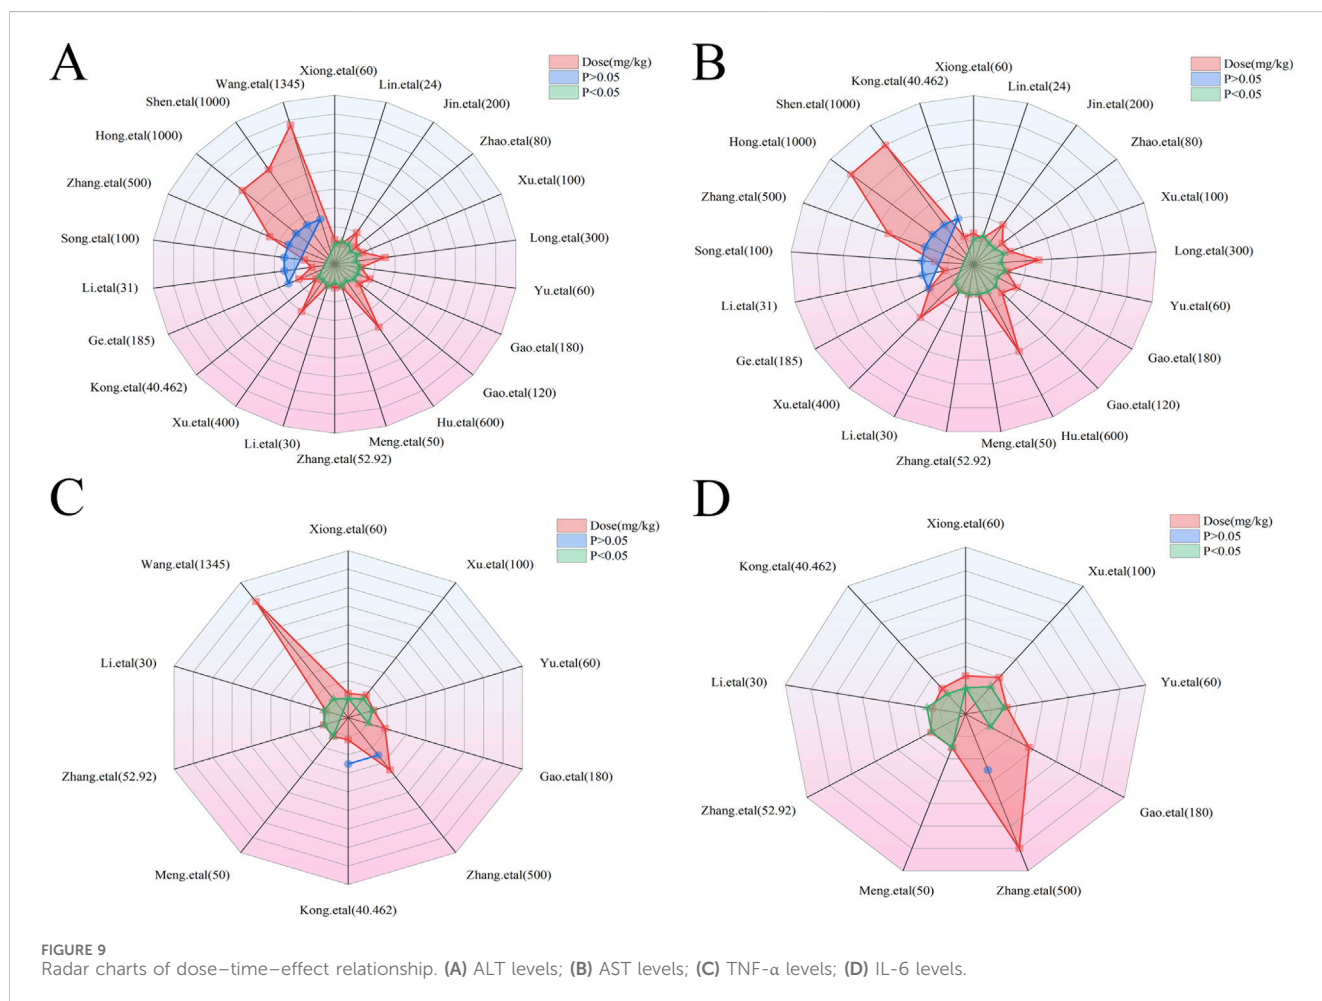 A
Xiong.etal(60)
Lin.etal(24)
Jin.etal(200)
Zhao.etal(80)
Xu.etal(100)
Long.etal(300)
Yu.etal(60)
Gao.etal(180)
Gao.etal(120)
Hu.etal(600)
Meng.etal(50)
Zhang.etal(52.92)
Li.etal(30)
Xu.etal(400)
Kong.etal(40.462)
Ge.etal(185)
Li.etal(31)
Song.etal(100)
Zhang.etal(500)
Hong.etal(1000)
Shen.etal(1000)
Wang.etal(1345)
Dose(mg/kg)
P>0.05
P<0.05
B
Xiong.etal(60)
Lin.etal(24)
Jin.etal(200)
Zhao.etal(80)
Xu.etal(100)
Long.etal(300)
Yu.etal(60)
Gao.etal(180)
Gao.etal(120)
Hu.etal(600)
Meng.etal(50)
Zhang.etal(52.92)
Li.etal(30)
Xu.etal(400)
Ge.etal(185)
Li.etal(31)
Song.etal(100)
Zhang.etal(500)
Hong.etal(1000)
Shen.etal(1000)
Kong.etal(40.462)
Dose(mg/kg)
P>0.05
P<0.05
C
Xiong.etal(60)
Xu.etal(100)
Yu.etal(60)
Gao.etal(180)
Zhang.etal(500)
Kong.etal(40.462)
Meng.etal(50)
Zhang.etal(52.92)
Li.etal(30)
Wang.etal(1345)
Dose(mg/kg)
P>0.05
P<0.05
D
Xiong.etal(60)
Xu.etal(100)
Yu.etal(60)
Gao.etal(180)
Zhang.etal(500)
Meng.etal(50)
Zhang.etal(52.92)
Li.etal(30)
Kong.etal(40.462)
Dose(mg/kg)
P>0.05
P<0.05
FIGURE 9
Radar charts of dose–time–effect relationship. (A) ALT levels; (B) AST levels; (C) TNF-α levels; (D) IL-6 levels.